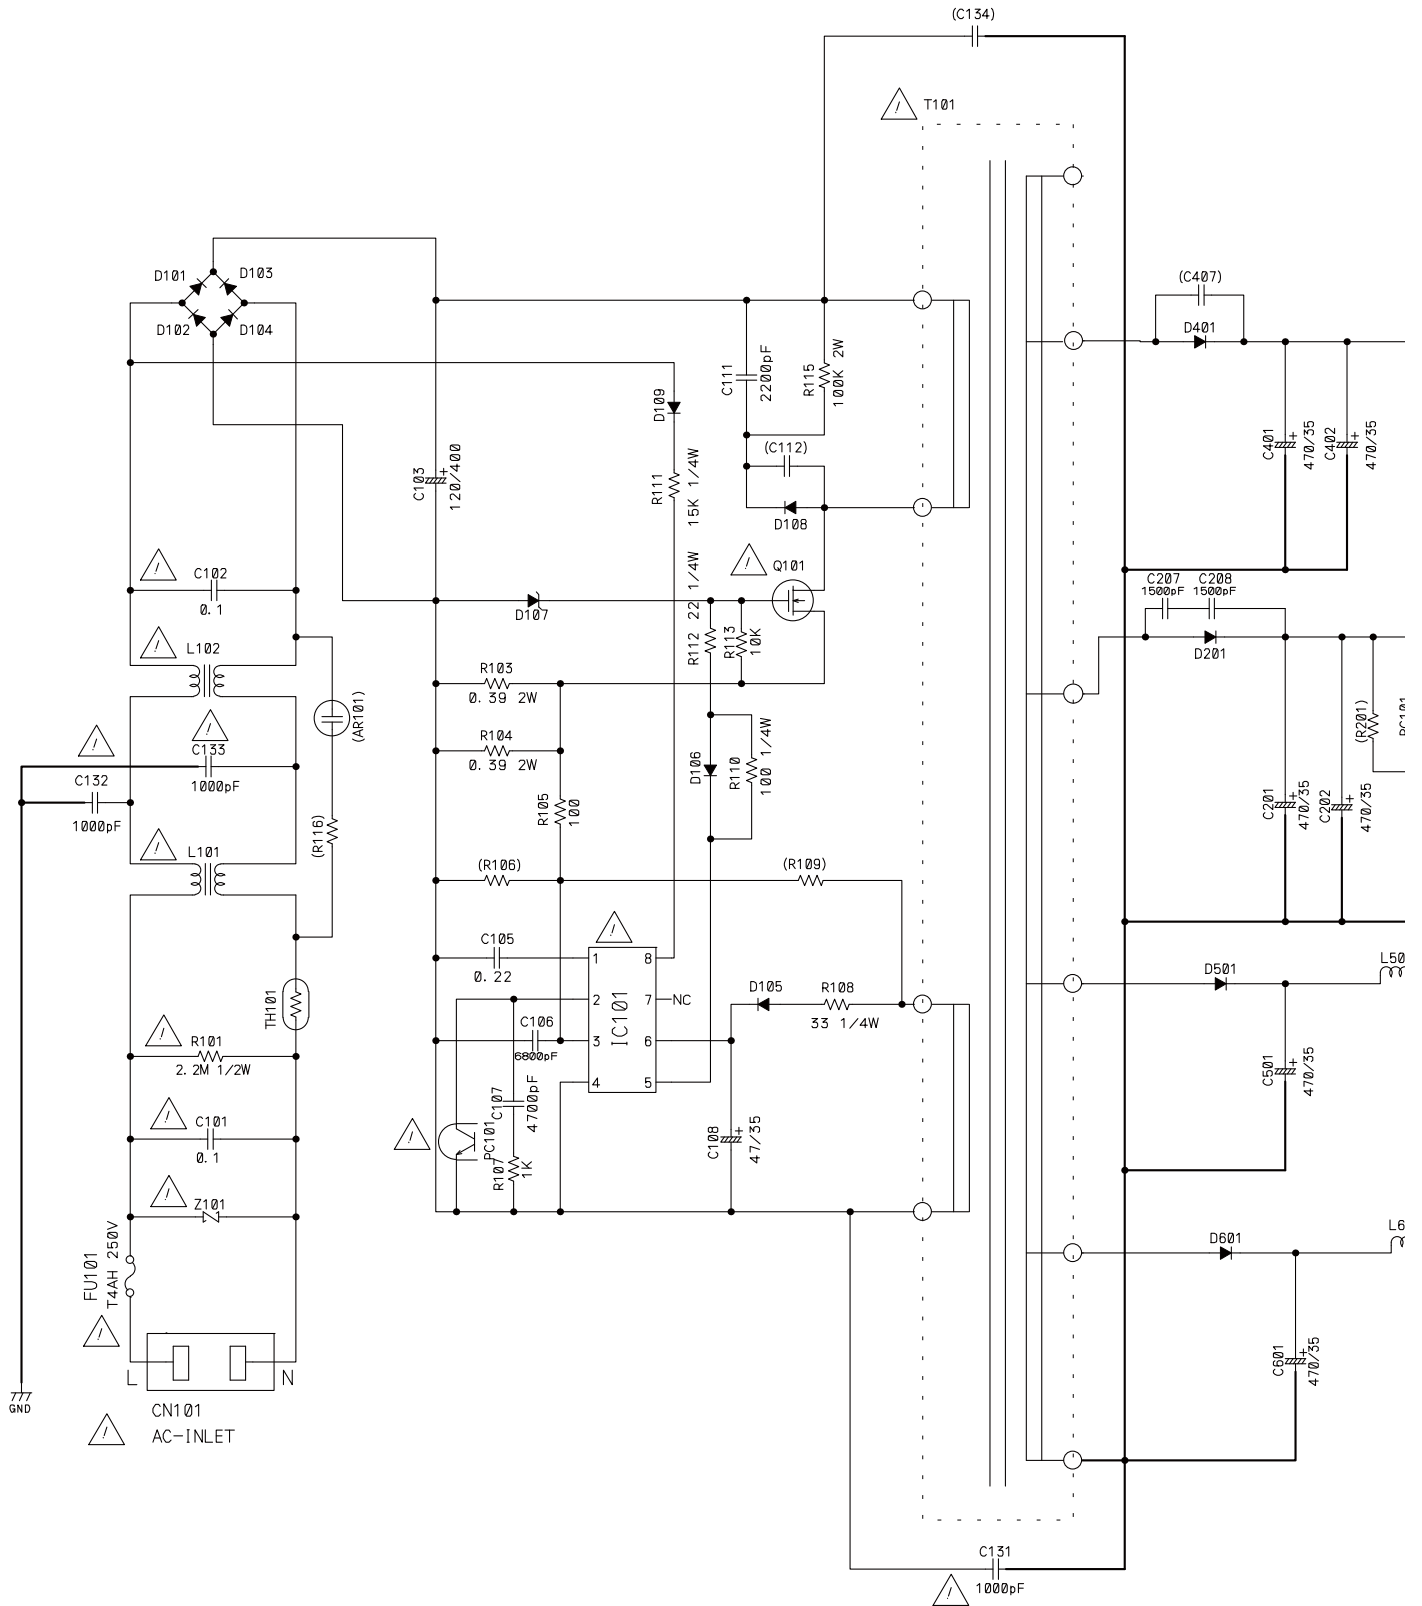 (C134)
T101
D101
D103
D102
D104
(C407)
D401
C111
2200pF
R115
100K 2W
D109
C401
470/35
C402
470/35
(C112)
C103
120/400
R111
15K 1/4W
D108
Q101
C102
0.1
D107
R112 22 1/4W
R113
10K
C207
1500pF
C208
1500pF
D201
L102
R103
0.39 2W
(AR101)
(R201)
C133
1000pF
R104
0.39 2W
D106
R110
100 1/4W
C132
1000pF
R105
100
C201
470/35
C202
470/35
(R116)
L101
(R106)
(R109)
C105
0.22
1
8
2
7
NC
3
6
4
5
IC101
D105
R108
33 1/4W
D501
L50
TH101
C106
6800pF
R101
2.2M 1/2W
C107
4700pF
C501
470/35
C101
0.1
PC101
R107
1K
C108
47/35
Z101
FU101
T4AH 250V
D601
L6
C601
470/35
L
N
GND
CN101
AC-INLET
C131
1000pF